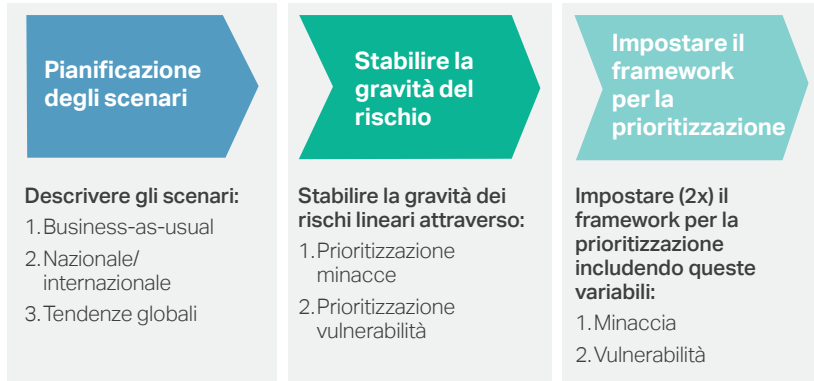 Pianificazione
degli scenari
Descrivere gli scenari:
1. Business-as-usual
2. Nazionale/
internazionale
3. Tendenze globali
Stabilire la
gravità del
rischio
Stabilire la gravità dei
rischi lineari attraverso:
1. Prioritizzazione
minacce
2. Prioritizzazione
vulnerabilità
Impostare il
framework
per la
prioritizzazione
Impostare (2x) il
framework per la
prioritizzazione
includendo queste
variabili:
1. Minaccia
2. Vulnerabilità